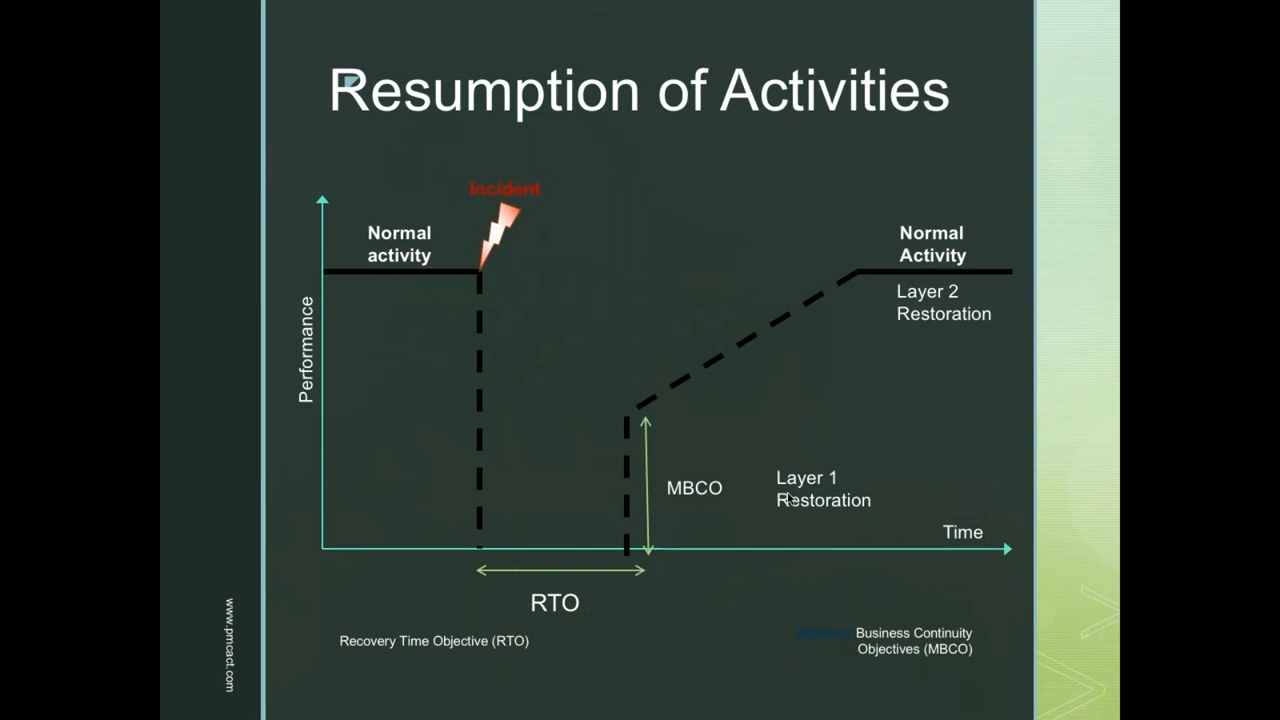 Resumption of Activities
Incident
Normal
activity
Normal
Activity
Layer 2
Restoration
Performance
MBCO
Layer 1
Restoration
Time
RTO
Recovery Time Objective (RTO)
Business Continuity
Objectives (MBCO)
www.pmcact.com